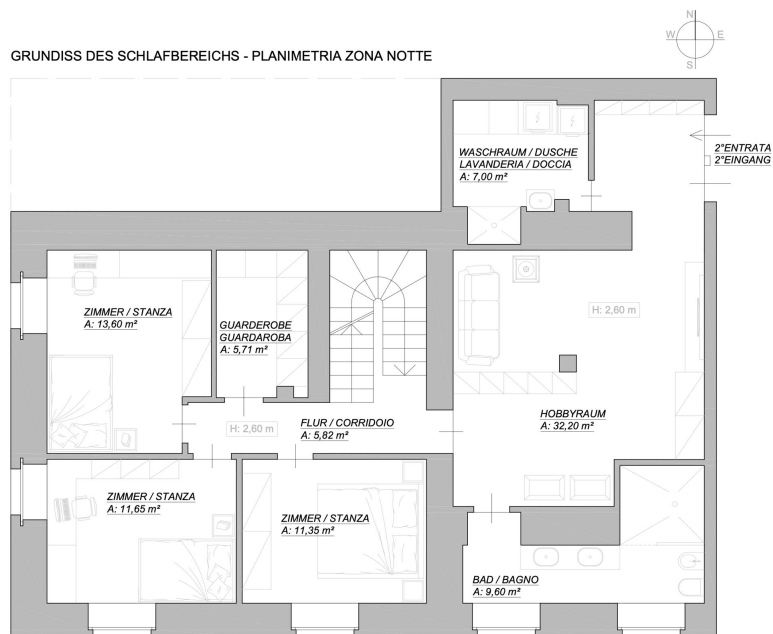 N
W E
S
GRUNDISS DES SCHLAFBEREICHS - PLANIMETRIA ZONA NOTTE
WASCHRAUM / DUSCHE
LAVANDERIA / DOCCIA
A: 7,00 m²
2°ENTRATA
2°EINGANG
ZIMMER / STANZA
A: 13,60 m²
GUARDEROBE
GUARDAROBA
A: 5,71 m²
H: 2,60 m
HOBBYRAUM
A: 32,20 m²
H: 2,60 m
FLUR / CORRIDOIO
A: 5,82 m²
ZIMMER / STANZA
A: 11,65 m²
ZIMMER / STANZA
A: 11,35 m²
BAD / BAGNO
A: 9,60 m²